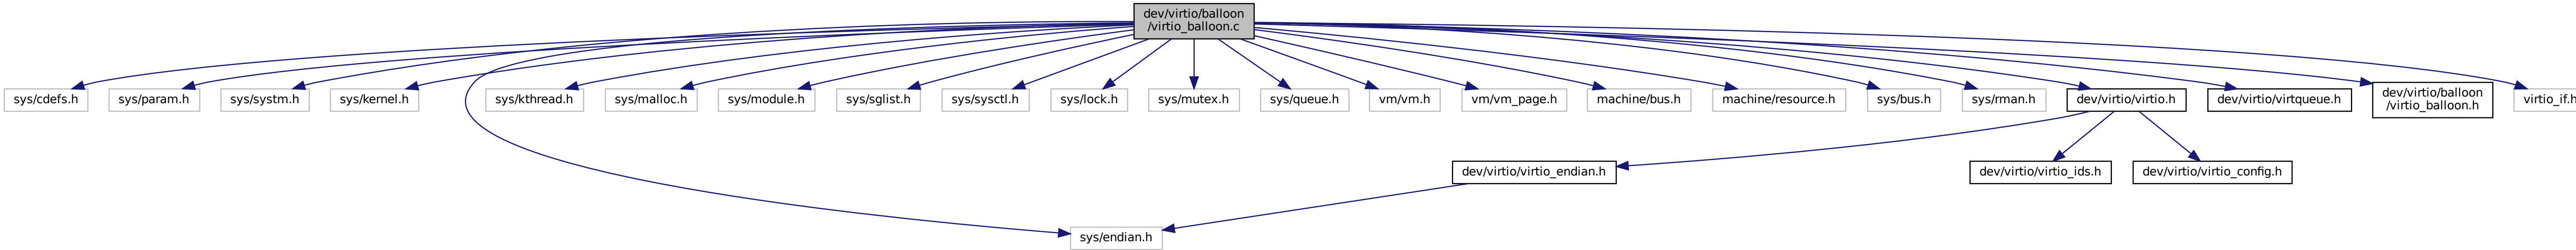 dev/virtio/balloon
/virtio_balloon.c
sys/cdefs.h
sys/param.h
sys/systm.h
sys/kernel.h
sys/kthread.h
sys/malloc.h
sys/module.h
sys/sglist.h
sys/sysctl.h
sys/lock.h
sys/mutex.h
sys/queue.h
vm/vm.h
vm/vm_page.h
machine/bus.h
machine/resource.h
sys/bus.h
sys/rman.h
dev/virtio/virtio.h
dev/virtio/virtqueue.h
dev/virtio/balloon
/virtio_balloon.h
virtio_if.h
dev/virtio/virtio_endian.h
dev/virtio/virtio_ids.h
dev/virtio/virtio_config.h
sys/endian.h